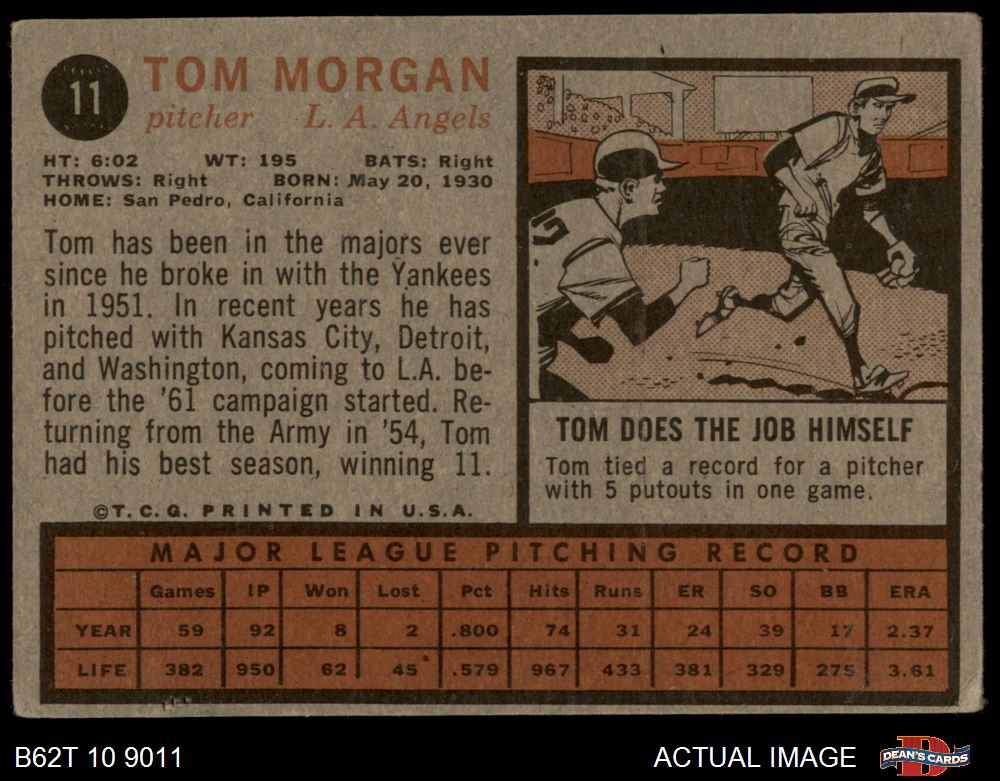 11
TOM MORGAN
pitcher L. A. Angels
HT: 6:02 WT: 195 BATS: Right
THROWS: Right BORN: May 20, 1930
HOME: San Pedro, California
Tom has been in the majors ever
since he broke in with the Yankees
in 1951. In recent years he has
pitched with Kansas City, Detroit,
and Washington, coming to L.A. be-
fore the '61 campaign started. Re-
turning from the Army in '54, Tom
had his best season, winning 11.
©T. C. G. PRINTED IN U.S.A.
5
TOM DOES THE JOB HIMSELF
Tom tied a record for a pitcher
with 5 putouts in one game.
MAJOR LEAGUE PITCHING RECORD
Games IP Won Lost Pct Hits Runs ER SO BB ERA
YEAR 59 92 8 2 .800 74 31 24 39 17 2.37
LIFE 382 950 62 45 .579 967 433 381 329 275 3.61
B62T 10 9011
ACTUAL IMAGE
DEAN'S CARDS